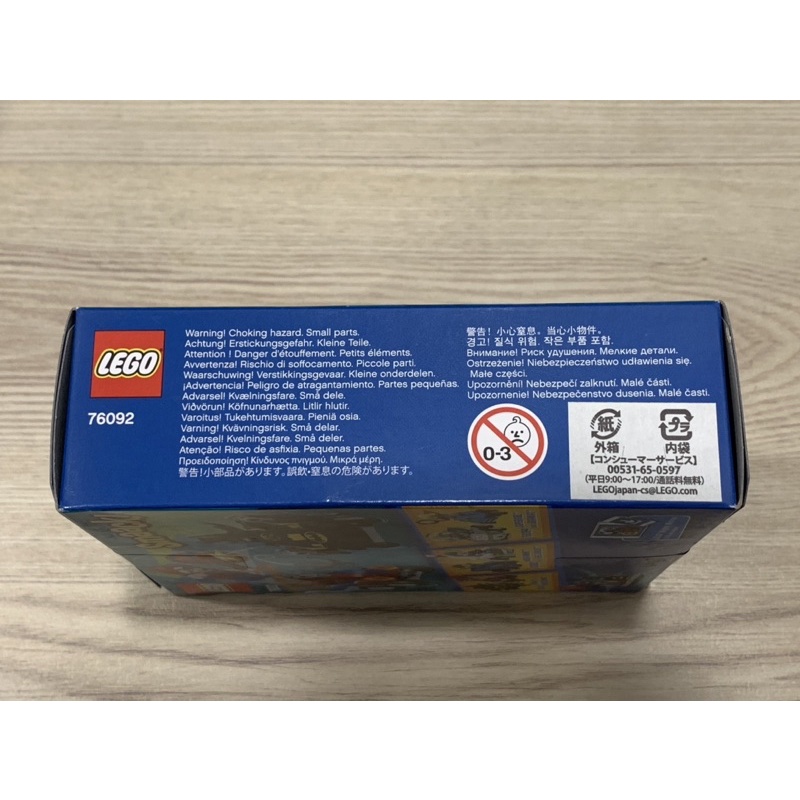 LEGO
76092
Warning! Choking hazard. Small parts.
Achtung! Erstickungsgefahr. Kleine Teile.
Attention ! Danger d'étouffement. Petits éléments.
Avvertenza! Rischio di soffocamento. Piccole parti.
Waarschuwing! Verstikkingsgevaar. Kleine onderdelen.
¡Advertencia! Peligro de atragantamiento. Partes pequeñas.
Advarsel! Kvælningsfare. Små dele.
Viðvörun! Köfnunarhætta. Litlir hlutir.
Varoitus! Tukehtumisvaara. Pieniä osia.
Varning! Kvävningsrisk. Små delar.
Advarsel! Kvelningsfare. Små deler.
Atenção! Risco de asfixia. Pequenas partes.
Προειδοποίηση! Κίνδυνος πνιγμού. Μικρά μέρη.
警告!小部品があります。誤飲・窒息の危険があります。
警告! 小心窒息。当心小物件。
경고! 질식 위험. 작은 부품 포함.
Внимание! Риск удушения. Мелкие детали.
Ostrzeżenie! Niebezpieczeństwo udławienia się.
Małe części.
Upozornění! Nebezpečí zalknutí. Malé části.
Upozornenie! Nebezpečenstvo dusenia. Malé časti.
0-3
紙
プラ
外箱
内袋
【コンシューマーサービス】
00531-65-0597
(平日9:00〜17:00/通話料無料)
LEGOjapan-cs@LEGO.com